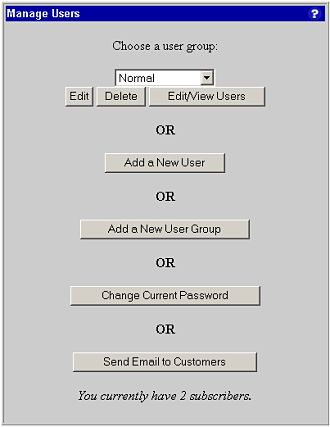 Manage Users ?
Choose a user group:
Normal
Edit Delete Edit/View Users
OR
Add a New User
OR
Add a New User Group
OR
Change Current Password
OR
Send Email to Customers
You currently have 2 subscribers.